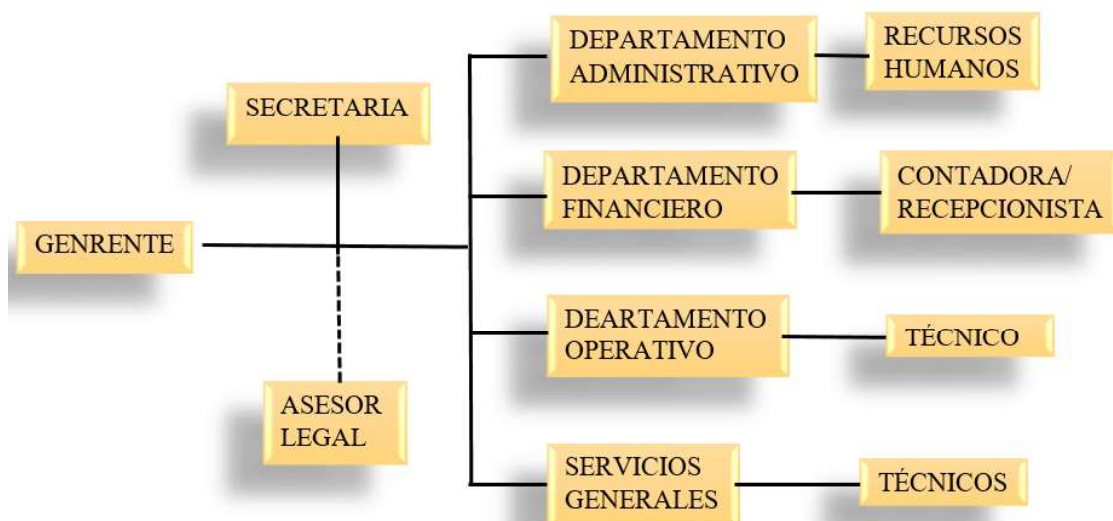 DEPARTAMENTO
ADMINISTRATIVO
RECURSOS
HUMANOS
SECRETARIA
DEPARTAMENTO
FINANCIERO
CONTADORA/
RECEPCIONISTA
GENRENTE
DEARTAMENTO
OPERATIVO
TÉCNICO
ASESOR
LEGAL
SERVICIOS
GENERALES
TÉCNICOS